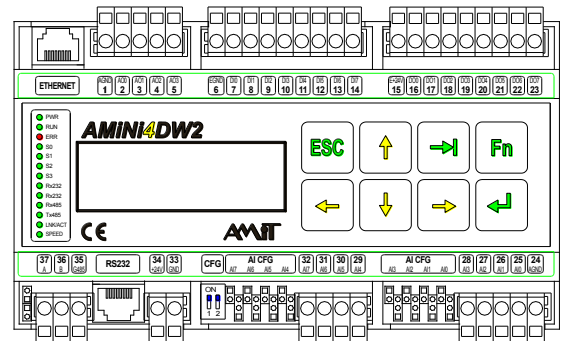 ETHERNET
AGND AO0 AO1 AO2 AO3
1 2 3 4 5
EGND DI0 DI1 DI2 DI3 DI4 DI5 DI6 DI7
6 7 8 9 10 11 12 13 14
E+24V DO0 DO1 DO2 DO3 DO4 DO5 DO6 DO7
15 16 17 18 19 20 21 22 23
PWR
RUN
ERR
S0
S1
S2
S3
Rx232
Rx232
Rx485
Tx485
LNK/ACT
SPEED
AMiNi4DW2
CE
AMiT
ESC
Fn
37 36 35
A B G485
RS232
34 33
+24V GND
CFG
AI CFG
AI7 AI6 AI5 AI4
32 31 30 29
AI7 AI6 AI5 AI4
AI CFG
AI3 AI2 AI1 AI0
28 27 26 25 24
AI3 AI2 AI1 AI0 AGND
ON
1 2